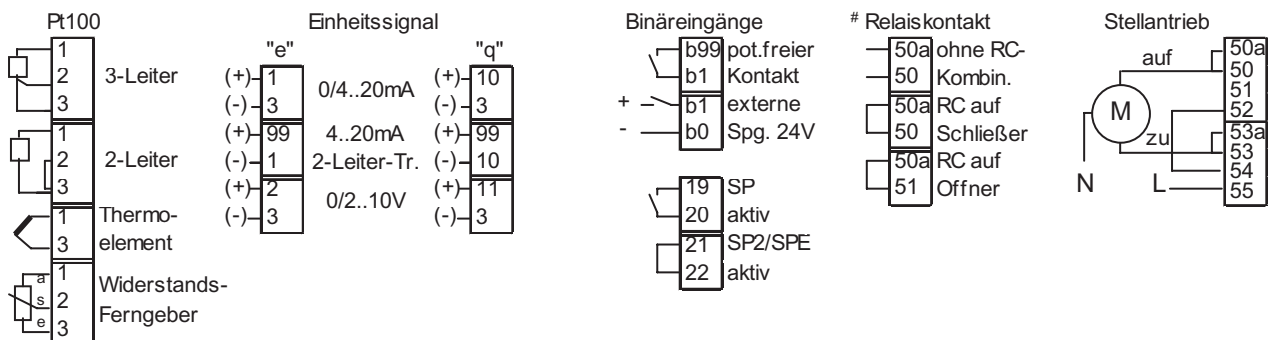 Pt100
1
2
3
3-Leiter
1
2
3
2-Leiter
1
3
Thermo-
element
a
s
e
1
2
3
Widerstands-
Ferngeber
Einheitssignal
"e" "q"
(+) 1 0/4..20mA (+) 10
(-) 3 (-) 3
(+) 99 4..20mA (+) 99
(-) 1 2-Leiter-Tr. (-) 10
(+) 2 0/2..10V (+) 11
(-) 3 (-) 3
Binäreingänge
b99 pot.freier
b1 Kontakt
+ b1 externe
- b0 Spg. 24V
19 SP
20 aktiv
21 SP2/SPE
22 aktiv
# Relaiskontakt
50a ohne RC-
50 Kombin.
50a RC auf
50 Schließer
50a RC auf
51 Offner
Stellantrieb
auf
M
zu
N
L
50a
50
51
52
53a
53
54
55